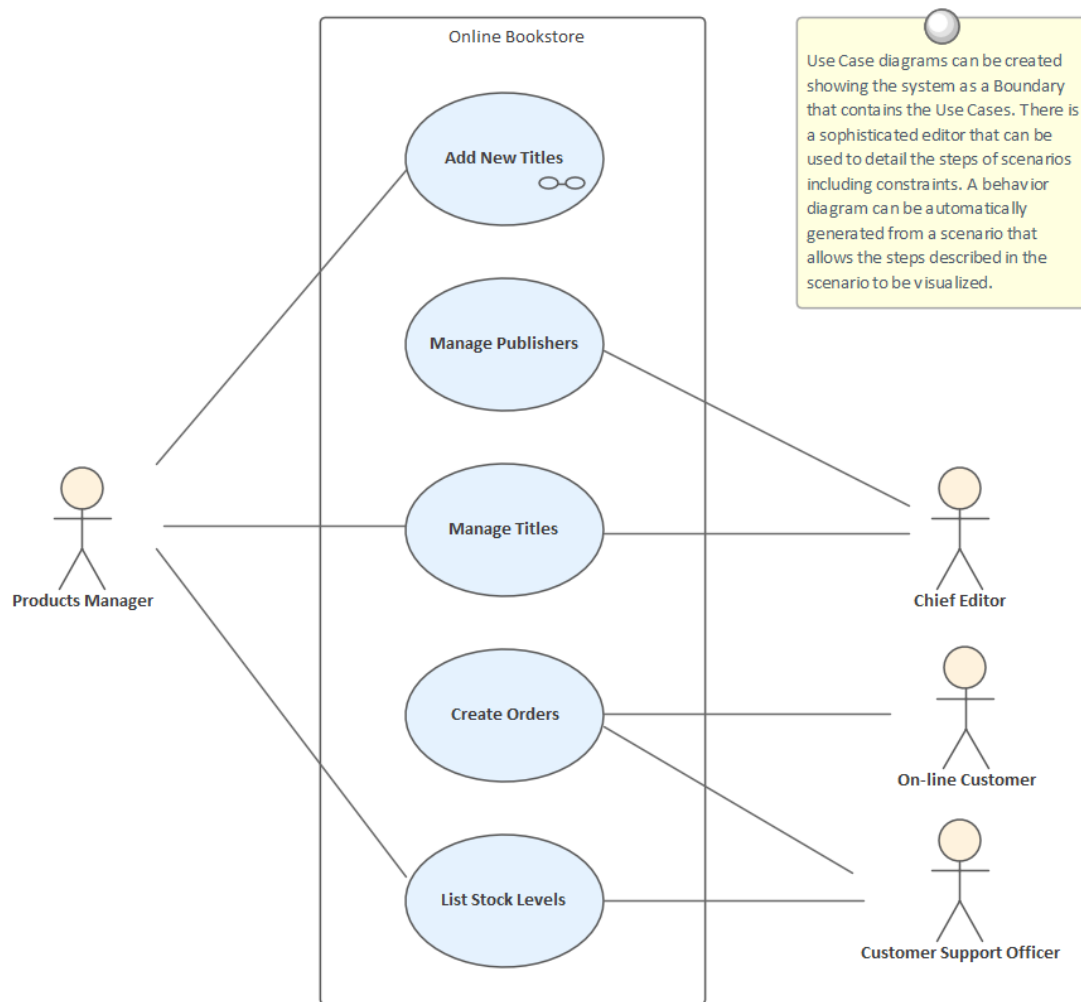 Online Bookstore
Use Case diagrams can be created
showing the system as a Boundary
that contains the Use Cases. There is
a sophisticated editor that can be
used to detail the steps of scenarios
including constraints. A behavior
diagram can be automatically
generated from a scenario that
allows the steps described in the
scenario to be visualized.
Add New Titles
Manage Publishers
Manage Titles
Products Manager
Chief Editor
Create Orders
On-line Customer
List Stock Levels
Customer Support Officer